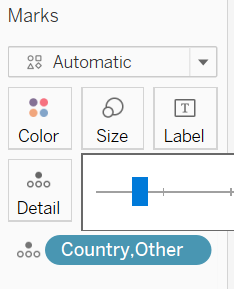 Marks
Automatic
Color Size Label
Detail
Country,Other